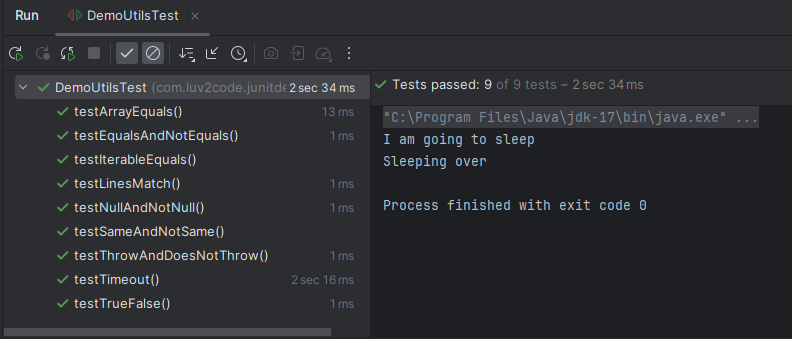 Run DemoUtilsTest
DemoUtilsTest (com.luv2code.junitde 2 sec 34 ms
testArrayEquals() 13 ms
testEqualsAndNotEquals() 1 ms
testIterableEquals()
testLinesMatch() 1 ms
testNullAndNotNull() 1 ms
testSameAndNotSame()
testThrowAndDoesNotThrow() 1 ms
testTimeout() 2 sec 16 ms
testTrueFalse() 1 ms
Tests passed: 9 of 9 tests – 2 sec 34 ms
"C:\Program Files\Java\jdk-17\bin\java.exe" ...
I am going to sleep
Sleeping over
Process finished with exit code 0